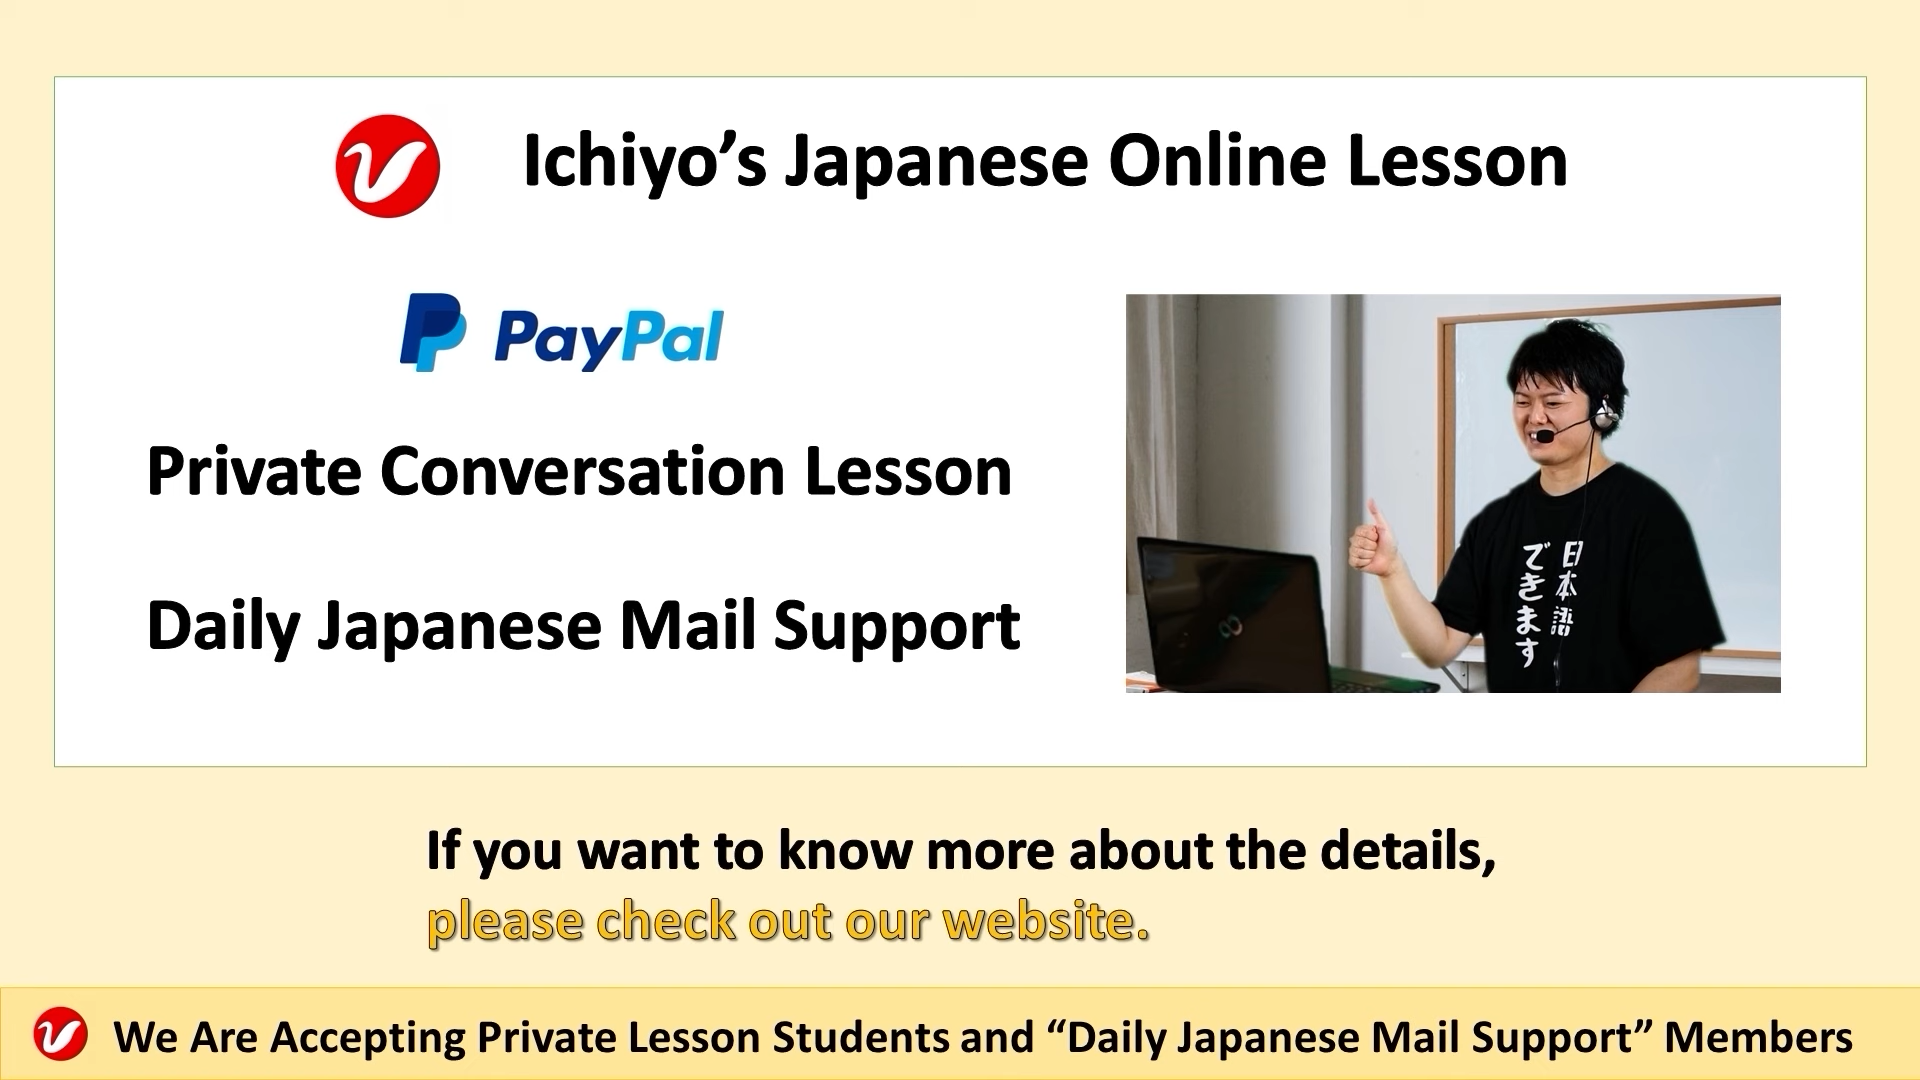 Ichiyo’s Japanese Online Lesson
PayPal
Private Conversation Lesson
Daily Japanese Mail Support
日本語
できます
If you want to know more about the details,
please check out our website.
We Are Accepting Private Lesson Students and “Daily Japanese Mail Support” Members